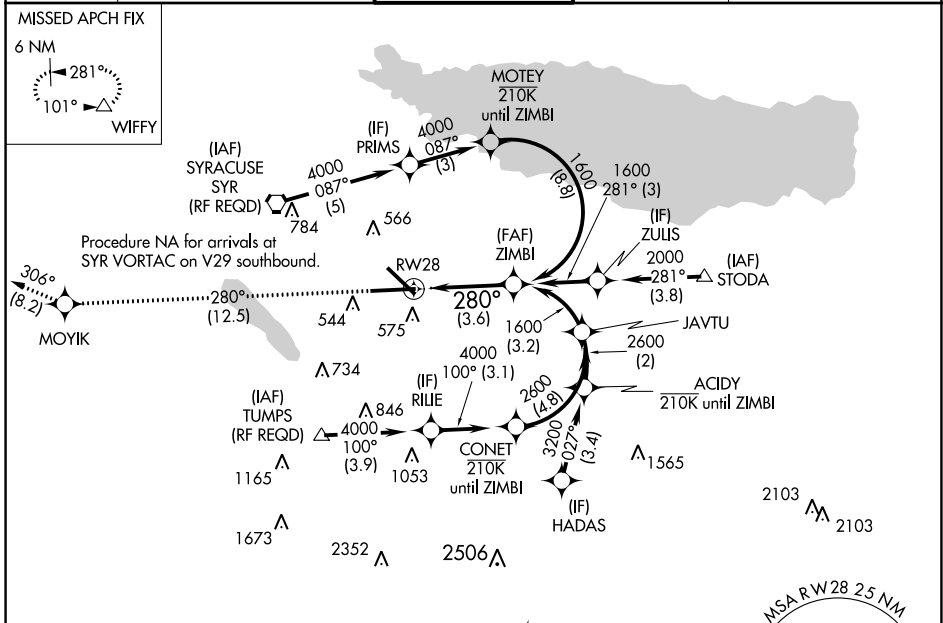 MISSED APCH FIX
6 NM
281°
101°
WIFFY
MOTEY
210K
until ZIMBI
(IF)
PRIMS
4000
087°
(3)
(IAF)
SYRACUSE
SYR
(RF REQD)
4000
087°
(5)
784
566
1600
(8.8)
1600
281° (3)
(IF)
ZULIS
2000
281°
(3.8)
(IAF)
STODA
Procedure NA for arrivals at
SYR VORTAC on V29 southbound.
(FAF)
ZIMBI
RW28
306°
(8.2)
MOYIK
280°
(12.5)
544
575
280°
(3.6)
1600
(3.2)
JAVTU
2600
(2)
734
4000
100° (3.1)
(IF)
RILIE
2600
(4.8)
ACIDY
210K until ZIMBI
(IAF)
TUMPS
(RF REQD)
846
4000
100°
(3.9)
1053
CONET
210K
until ZIMBI
3200
027°
(3.4)
(IF)
HADAS
1565
1165
1673
2352
2506
2103
2103
MSA RW28 25 NM